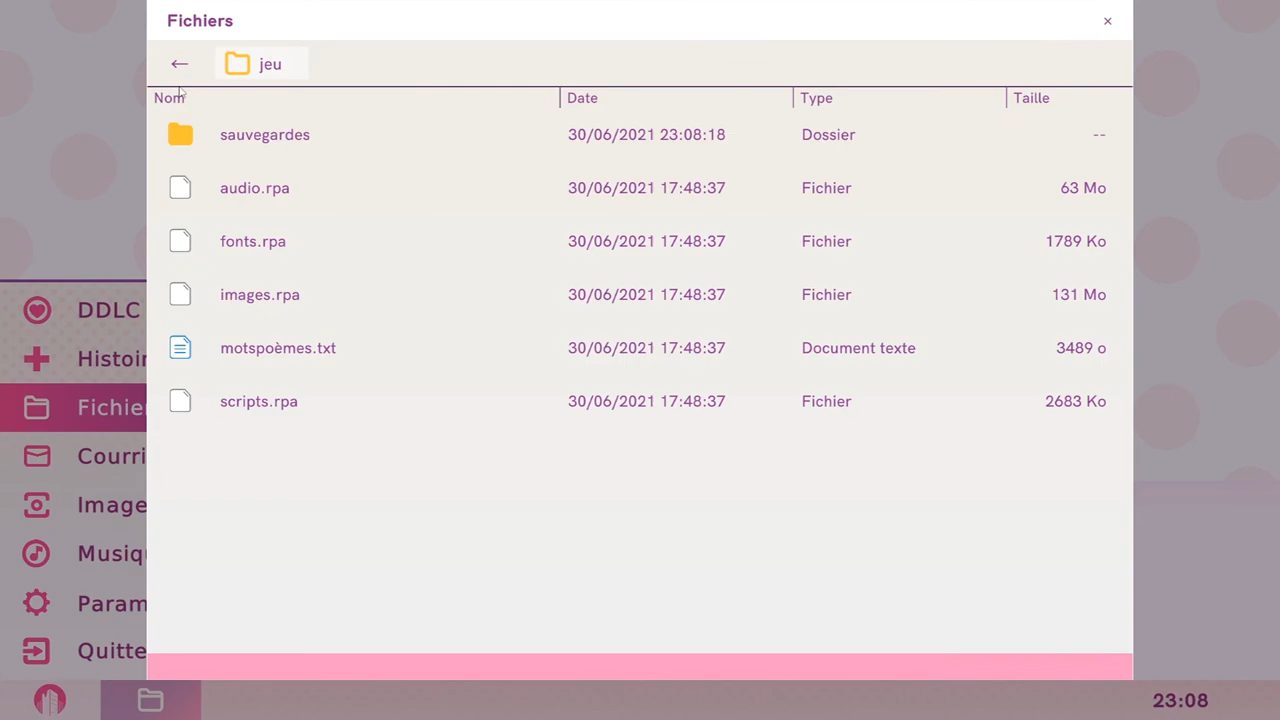 Fichiers ×
← jeu
Nom Date Type Taille
sauvegardes 30/06/2021 23:08:18 Dossier --
audio.rpa 30/06/2021 17:48:37 Fichier 63 Mo
fonts.rpa 30/06/2021 17:48:37 Fichier 1789 Ko
images.rpa 30/06/2021 17:48:37 Fichier 131 Mo
motspoèmes.txt 30/06/2021 17:48:37 Document texte 3489 o
scripts.rpa 30/06/2021 17:48:37 Fichier 2683 Ko
DDLC
Histoir
Fichie
Courri
Image
Musiq
Param
Quitte
23:08